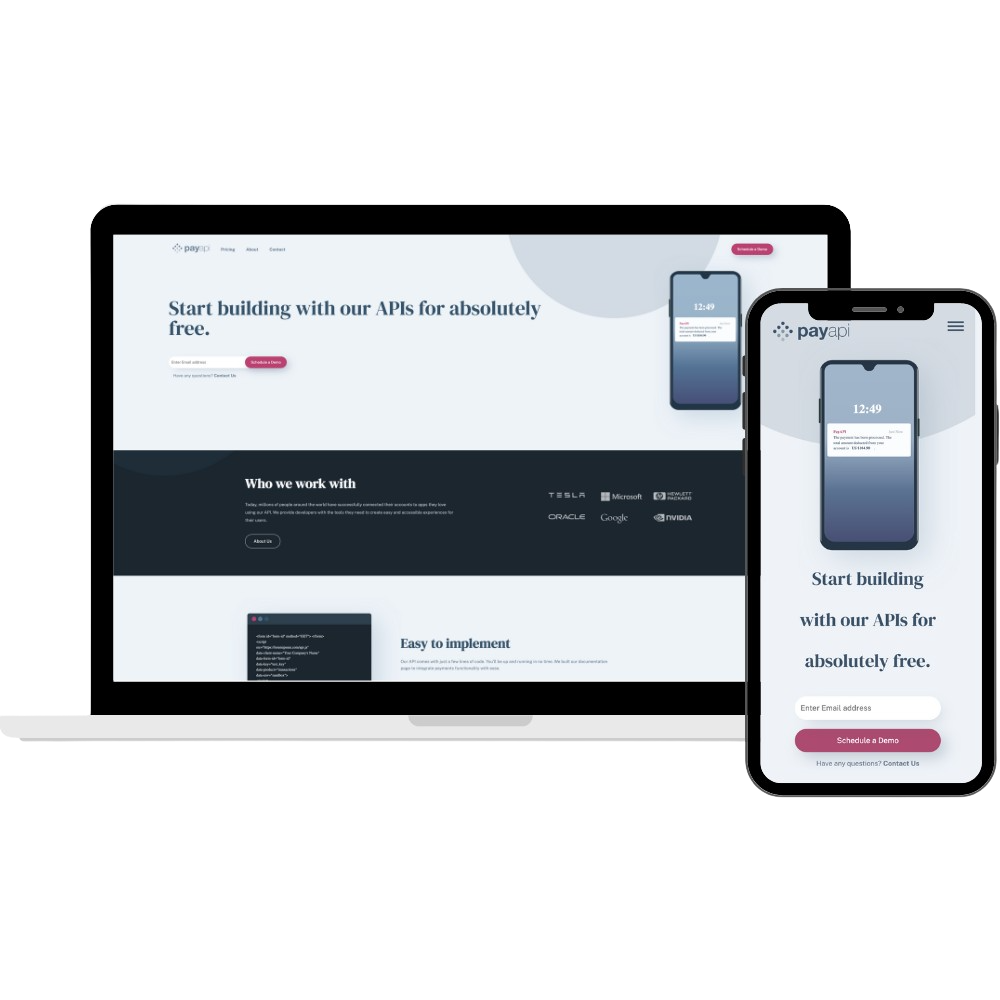 payapi Pricing About Contact Schedule a Demo
Start building with our APIs for absolutely
free.
Enter Email address Schedule a Demo
Have any questions? Contact Us
12:49
PayAPI
The payment has been processed. The
Who we work with
Today, millions of people around the world have successfully connected their accounts to apps they love
using our API. We provide developers with the tools they need to create easy and accessible experiences for
their users.
About Us
TESLA Microsoft HEWLETT PACKARD
ORACLE Google NVIDIA
Easy to implement
Our API comes with just a few lines of code. You'll be up and running in no time. We built our documentation
page to integrate payments functionality with ease.
payapi
12:49
PayAPI
The payment has been processed. The
total amount deducted from your
account is
Start building
with our APIs for
absolutely free.
Enter Email address
Schedule a Demo
Have any questions? Contact Us